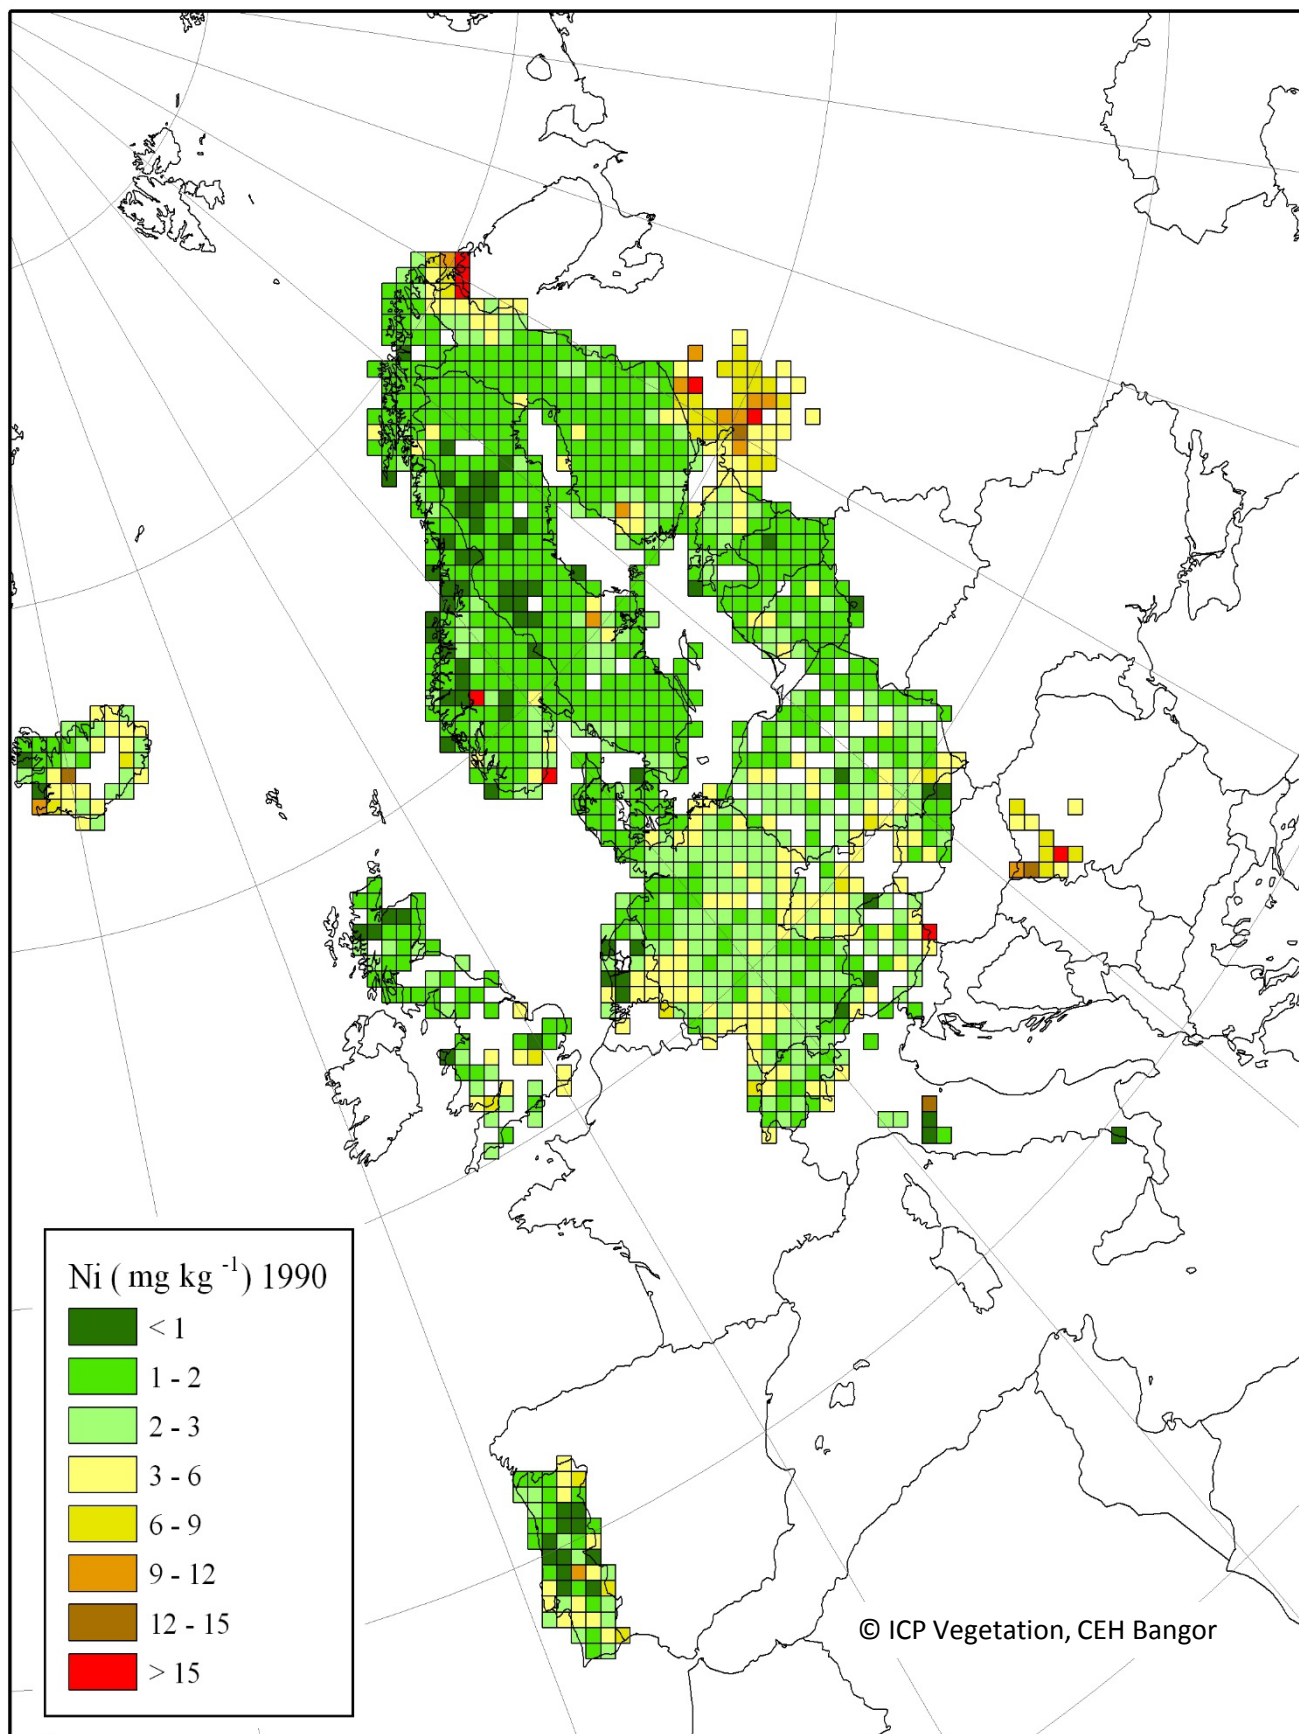 Ni ( mg kg ⁻¹) 1990
< 1
1 - 2
2 - 3
3 - 6
6 - 9
9 - 12
12 - 15
> 15
© ICP Vegetation, CEH Bangor